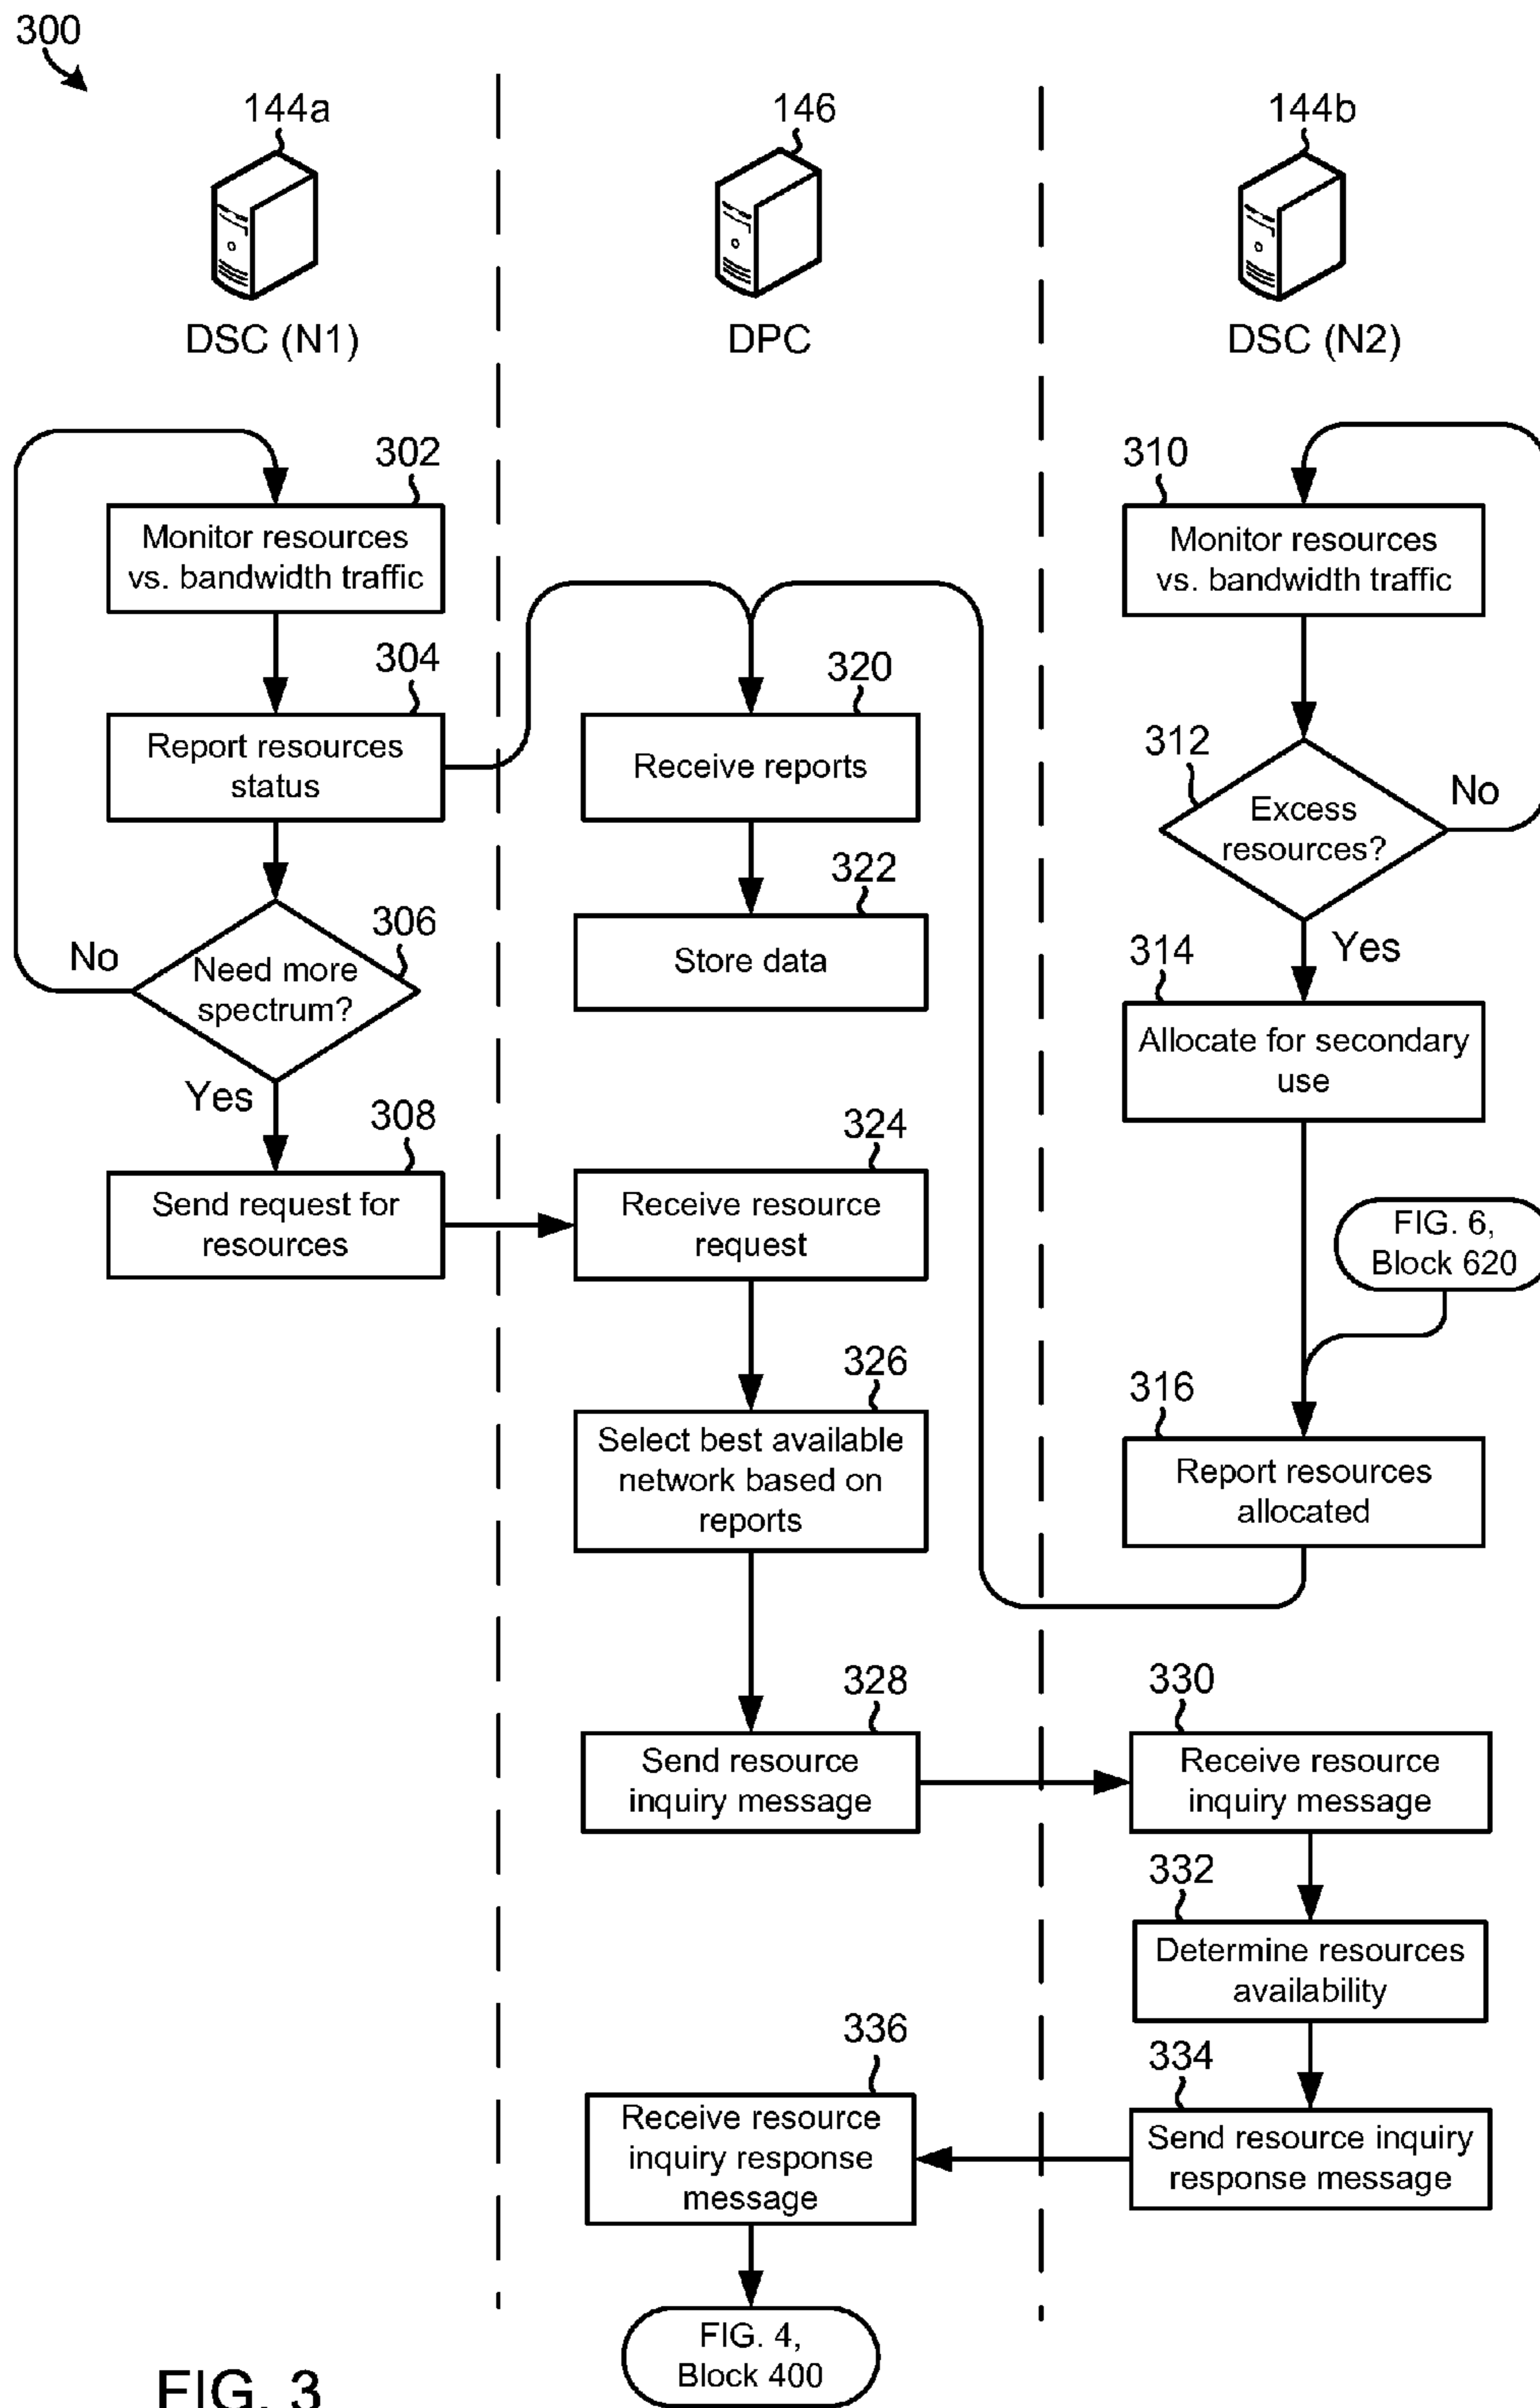 300
144a
146
144b
DSC (N1)
DPC
DSC (N2)
302
Monitor resources
vs. bandwidth traffic
304
Report resources
status
306
Need more
spectrum?
No
Yes
308
Send request for
resources
320
Receive reports
322
Store data
324
Receive resource
request
326
Select best available
network based on
reports
328
Send resource
inquiry message
310
Monitor resources
vs. bandwidth traffic
312
Excess
resources?
No
Yes
314
Allocate for secondary
use
FIG. 6,
Block 620
316
Report resources
allocated
330
Receive resource
inquiry message
332
Determine resources
availability
334
Send resource inquiry
response message
336
Receive resource
inquiry response
message
FIG. 4,
Block 400
FIG. 3